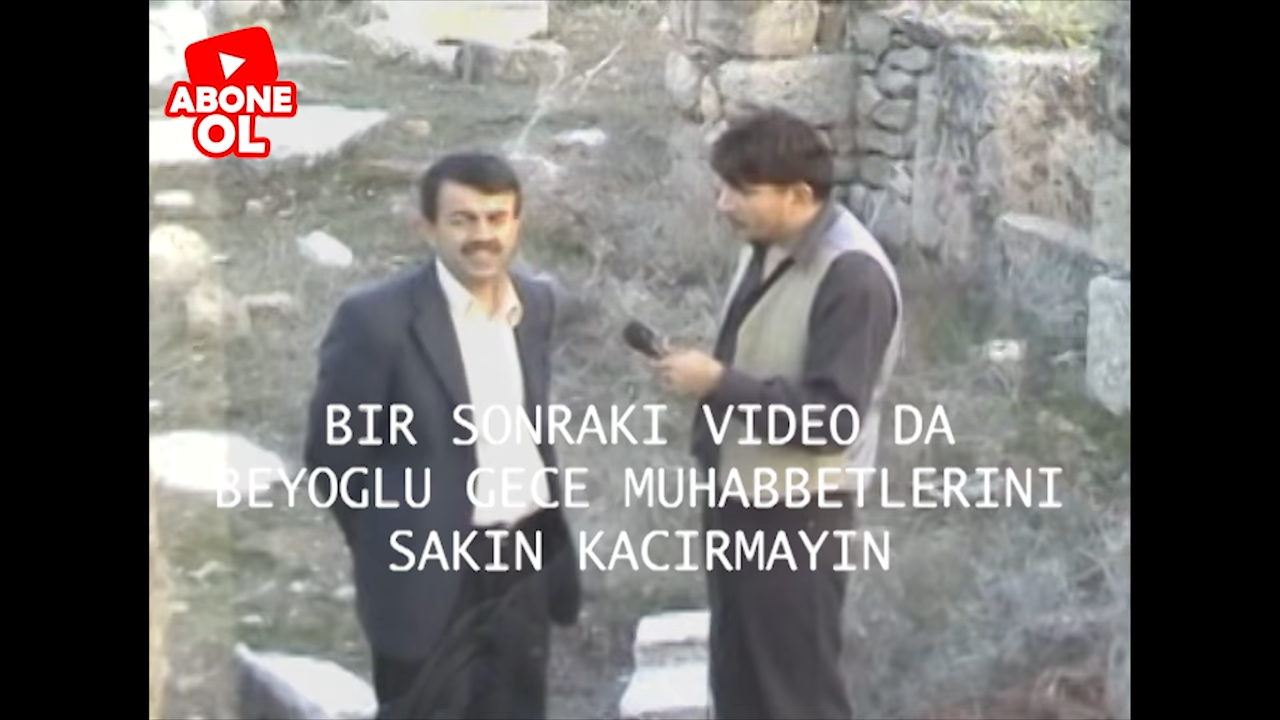 ABONE
OL
BIR SONRAKI VIDEO DA
BEYOGLU GECE MUHABBETLERINI
SAKIN KACIRMAYIN